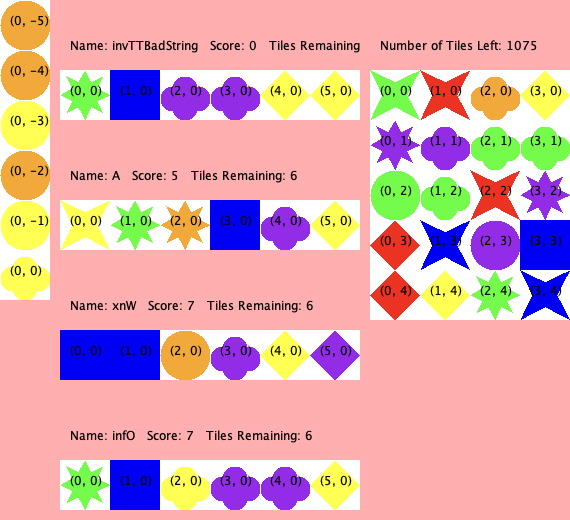 (0, -5)
(0, -4)
(0, -3)
(0, -2)
(0, -1)
(0, 0)
Name: invTTBadString Score: 0 Tiles Remaining
(0, 0) (1, 0) (2, 0) (3, 0) (4, 0) (5, 0)
Name: A Score: 5 Tiles Remaining: 6
(0, 0) (1, 0) (2, 0) (3, 0) (4, 0) (5, 0)
Name: xnW Score: 7 Tiles Remaining: 6
(0, 0) (1, 0) (2, 0) (3, 0) (4, 0) (5, 0)
Name: infO Score: 7 Tiles Remaining: 6
(0, 0) (1, 0) (2, 0) (3, 0) (4, 0) (5, 0)
Number of Tiles Left: 1075
(0, 0) (1, 0) (2, 0) (3, 0)
(0, 1) (1, 1) (2, 1) (3, 1)
(0, 2) (1, 2) (2, 2) (3, 2)
(0, 3) (1, 3) (2, 3) (3, 3)
(0, 4) (1, 4) (2, 4) (3, 4)